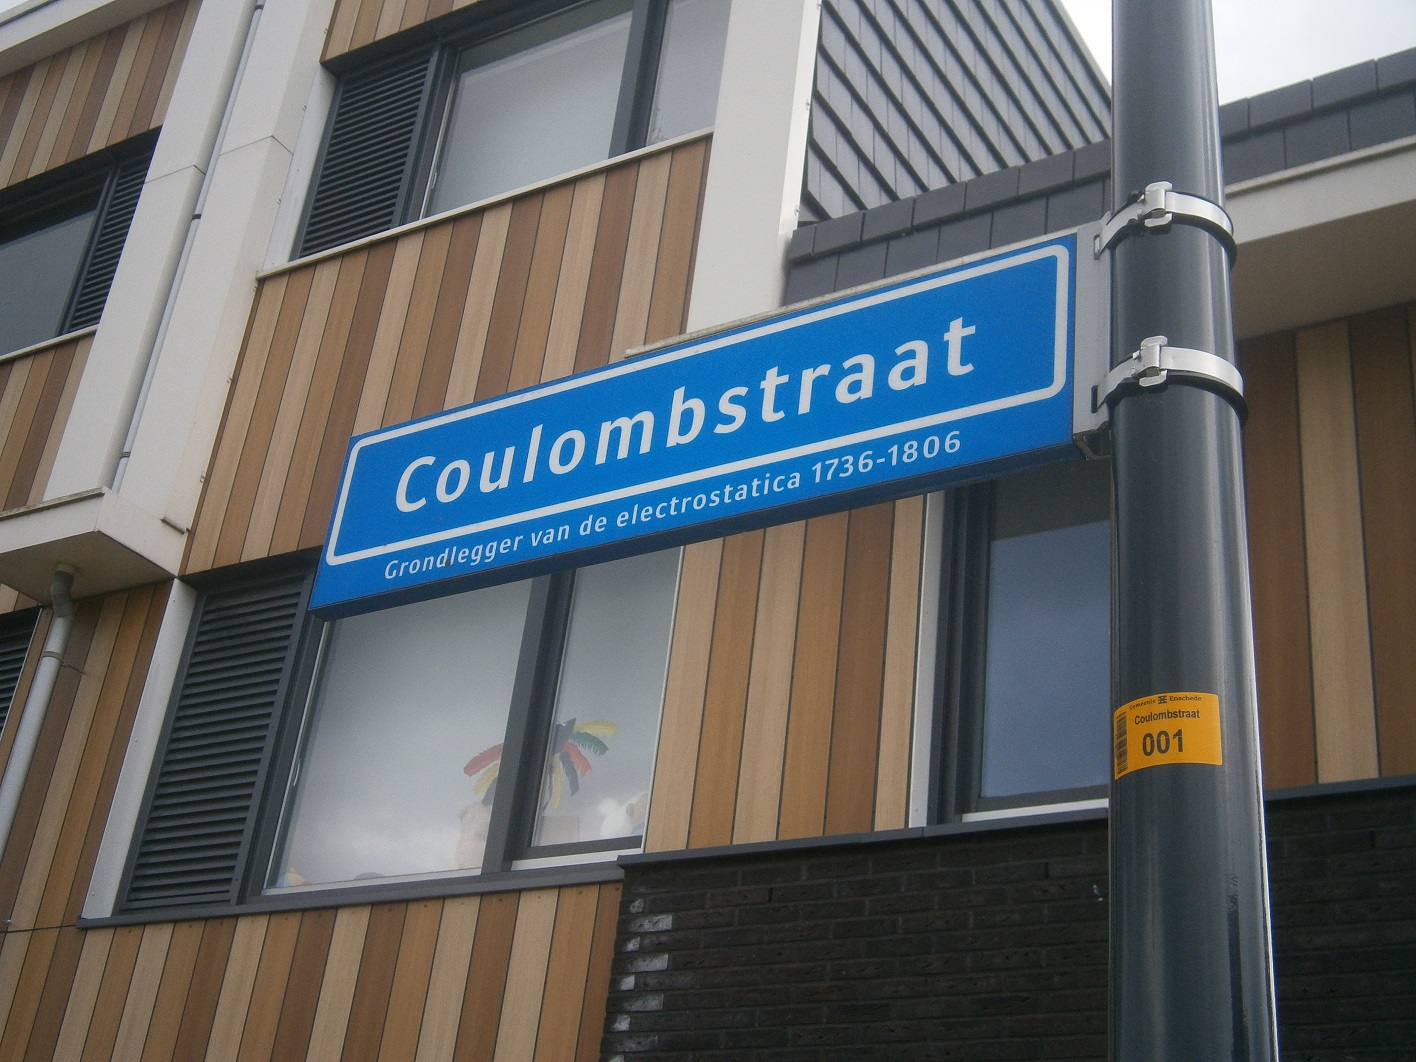 Coulombstraat
Grondlegger van de electrostatica 1736-1806
Gemeente Enschede
Coulombstraat
001